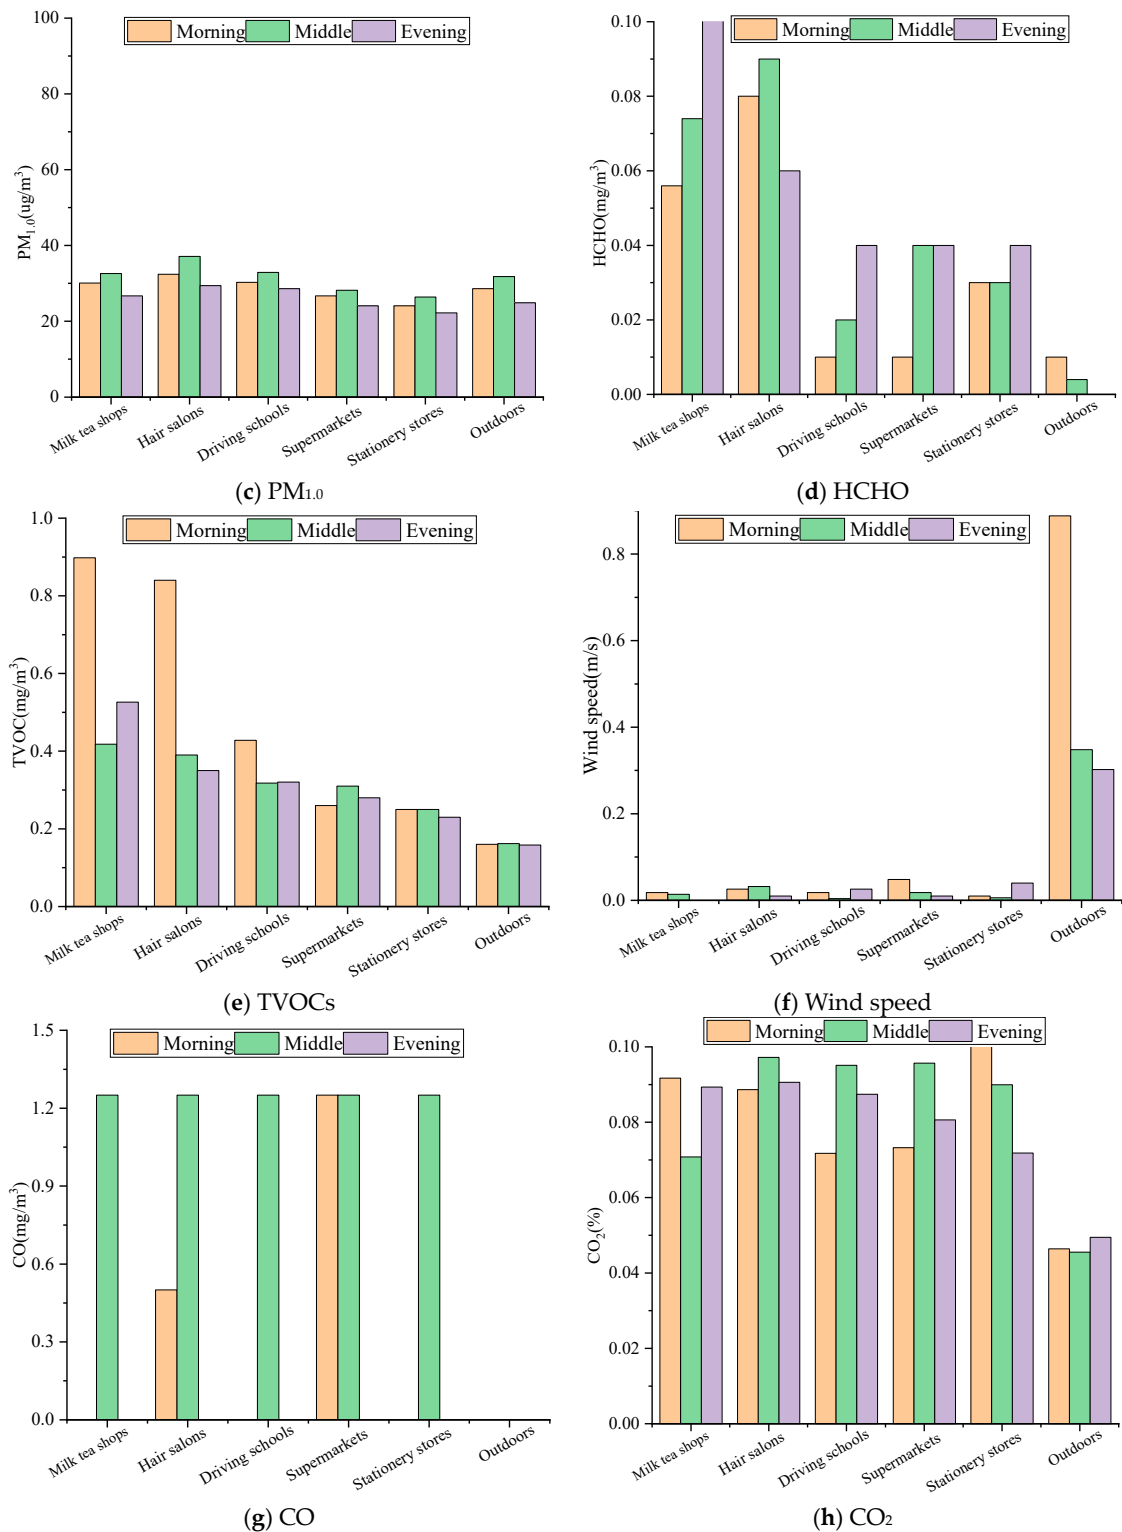 Morning Middle Evening
100
80
60
40
20
0
PM1.0(ug/m3)
Milk tea shops
Hair salons
Driving schools
Supermarkets
Stationery stores
Outdoors
(c) PM1.0
Morning Middle Evening
0.10
0.08
0.06
0.04
0.02
0.00
HCHO(mg/m3)
Milk tea shops
Hair salons
Driving schools
Supermarkets
Stationery stores
Outdoors
(d) HCHO
Morning Middle Evening
1.0
0.8
0.6
0.4
0.2
0.0
TVOC(mg/m3)
Milk tea shops
Hair salons
Driving schools
Supermarkets
Stationery stores
Outdoors
(e) TVOCs
Morning Middle Evening
0.8
0.6
0.4
0.2
0.0
Wind speed(m/s)
Milk tea shops
Hair salons
Driving schools
Supermarkets
Stationery stores
Outdoors
(f) Wind speed
Morning Middle Evening
1.5
1.2
0.9
0.6
0.3
0.0
CO(mg/m3)
Milk tea shops
Hair salons
Driving schools
Supermarkets
Stationery stores
Outdoors
(g) CO
Morning Middle Evening
0.10
0.08
0.06
0.04
0.02
0.00
CO2(%)
Milk tea shops
Hair salons
Driving schools
Supermarkets
Stationery stores
Outdoors
(h) CO2